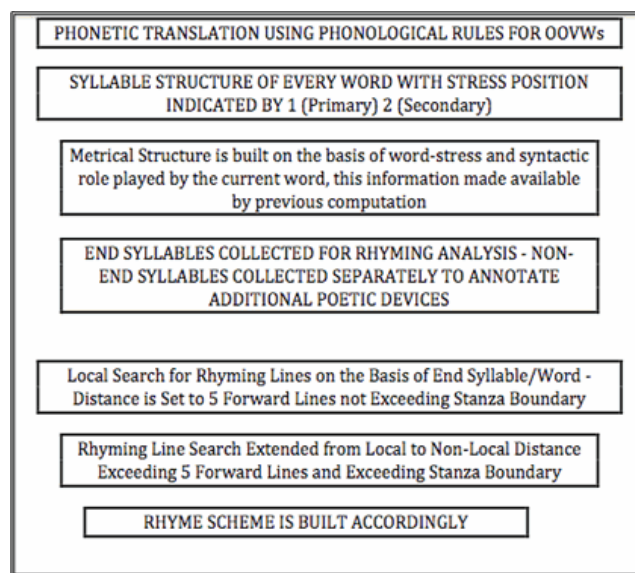 PHONETIC TRANSLATION USING PHONOLOGICAL RULES FOR OOVWs
SYLLABLE STRUCTURE OF EVERY WORD WITH STRESS POSITION
INDICATED BY 1 (Primary) 2 (Secondary)
Metrical Structure is built on the basis of word-stress and syntactic
role played by the current word, this information made available
by previous computation
END SYLLABLES COLLECTED FOR RHYMING ANALYSIS - NON-
END SYLLABLES COLLECTED SEPARATELY TO ANNOTATE
ADDITIONAL POETIC DEVICES
Local Search for Rhyming Lines on the Basis of End Syllable/Word -
Distance is Set to 5 Forward Lines not Exceeding Stanza Boundary
Rhyming Line Search Extended from Local to Non-Local Distance
Exceeding 5 Forward Lines and Exceeding Stanza Boundary
RHYME SCHEME IS BUILT ACCORDINGLY